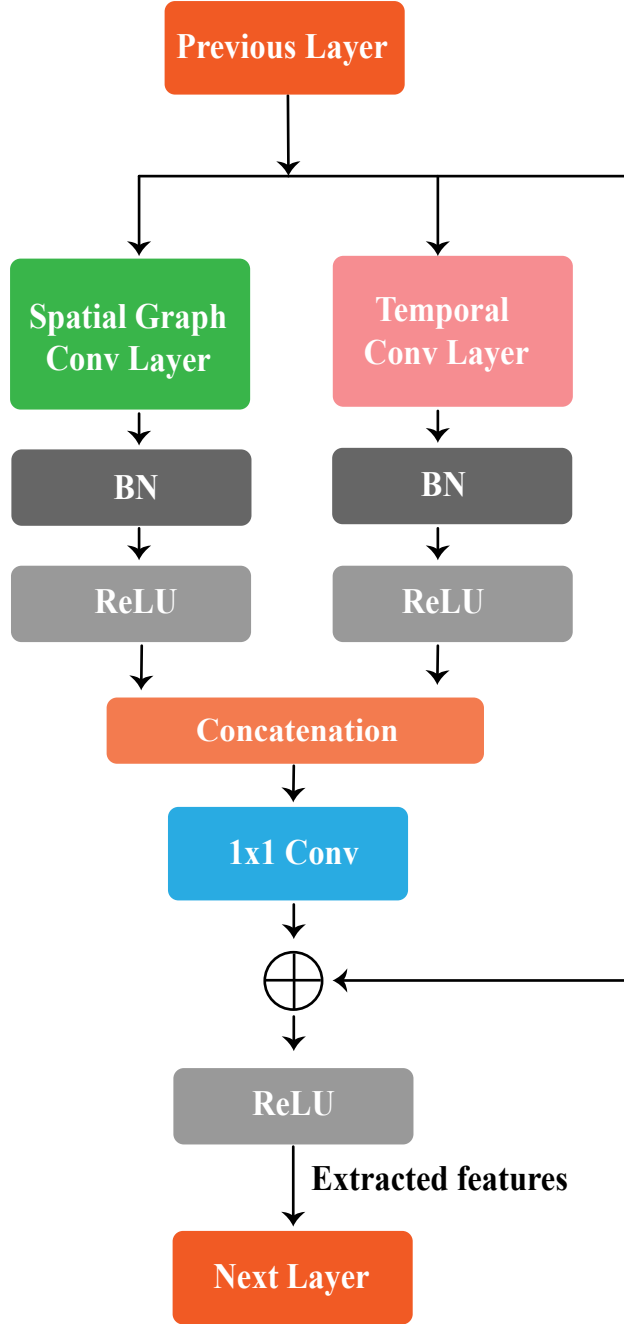 Previous Layer
Spatial Graph
Conv Layer
Temporal
Conv Layer
BN
BN
ReLU
ReLU
Concatenation
1x1 Conv
ReLU
Extracted features
Next Layer